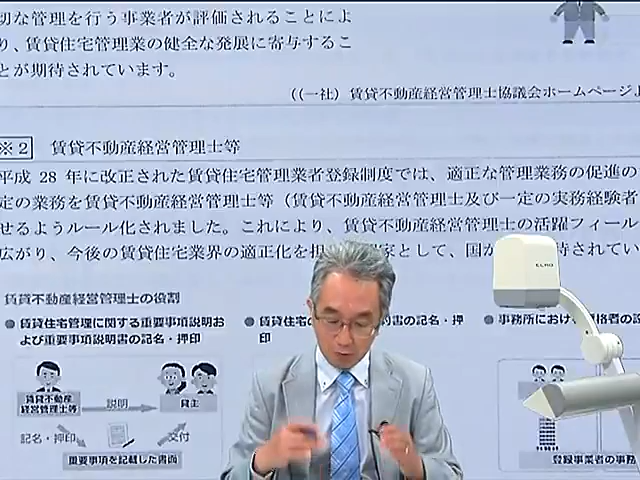 切な管理を行う事業者が評価されることによ
り、賃貸住宅管理業の健全な発展に寄与するこ
とが期待されています。
((一社）賃貸不動産経営管理士協議会ホームページ
※2 賃貸不動産経営管理士等
平成 28 年に改正された賃貸住宅管理業者登録制度では、適正な管理業務の促進の
定の業務を賃貸不動産経営管理士等（賃貸不動産経営管理士及び一定の実務経験者
せるようルール化されました。これにより、賃貸不動産経営管理士の活躍フィール
広がり、今後の賃貸住宅業界の適正化を担 家として、国か 待されてい
ELMO
賃貸不動産経営管理士の役割
●賃貸住宅管理に関する重要事項説明お
よび重要事項説明書の記名・押印
●賃貸住宅 約書の記名・押
印
●事務所におけ 格者の設
賃貸不動産
経営管理士等
説明
貸主
記名・押印
交付
重要事項を記載した書面
登録事業者の事務